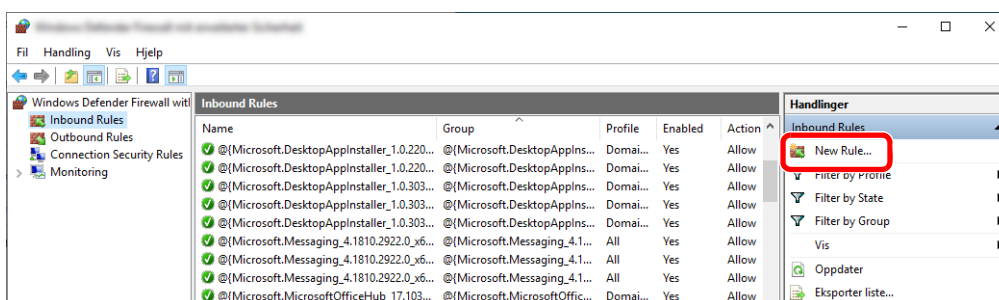 Fil Handling Vis Hjelp
Windows Defender Firewall witl
Inbound Rules
Outbound Rules
Connection Security Rules
Monitoring
Inbound Rules
Name Group Profile Enabled Action
@{Microsoft.DesktopAppInstaller_1.0.220... @{Microsoft.DesktopAppIns... Domai... Yes Allow
@{Microsoft.DesktopAppInstaller_1.0.220... @{Microsoft.DesktopAppIns... Domai... Yes Allow
@{Microsoft.DesktopAppInstaller_1.0.303... @{Microsoft.DesktopAppIns... Domai... Yes Allow
@{Microsoft.DesktopAppInstaller_1.0.303... @{Microsoft.DesktopAppIns... Domai... Yes Allow
@{Microsoft.DesktopAppInstaller_1.0.303... @{Microsoft.DesktopAppIns... Domai... Yes Allow
@{Microsoft.Messaging_4.1810.2922.0_x6... @{Microsoft.Messaging_4.1... All Yes Allow
@{Microsoft.Messaging_4.1810.2922.0_x6... @{Microsoft.Messaging_4.1... All Yes Allow
@{Microsoft.Messaging_4.1810.2922.0_x6... @{Microsoft.Messaging_4.1... All Yes Allow
@{Microsoft.MicrosoftOfficeHub_17.103... @{Microsoft.MicrosoftOffic... Domai... Yes Allow
Handlinger
Inbound Rules
New Rule...
Filter by Profile
Filter by State
Filter by Group
Vis
Oppdater
Eksporter liste...